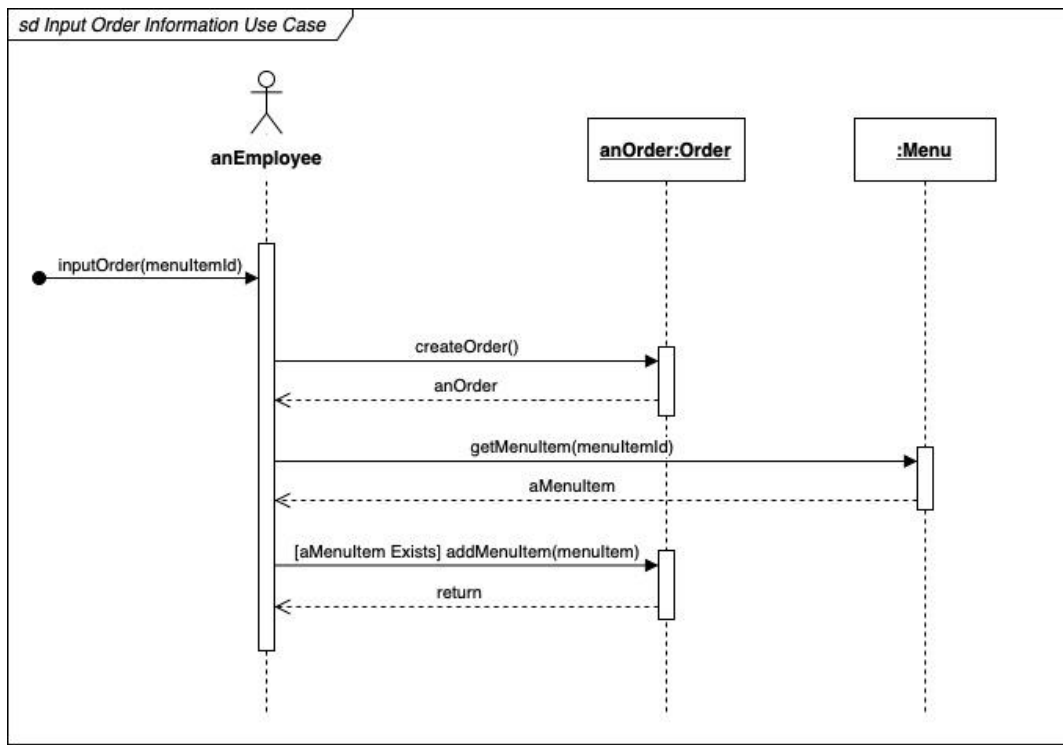 sd Input Order Information Use Case
anEmployee
anOrder:Order
:Menu
inputOrder(menuItemId)
createOrder()
anOrder
getMenuItem(menuItemId)
aMenuItem
[aMenuItem Exists] addMenuItem(menuItem)
return